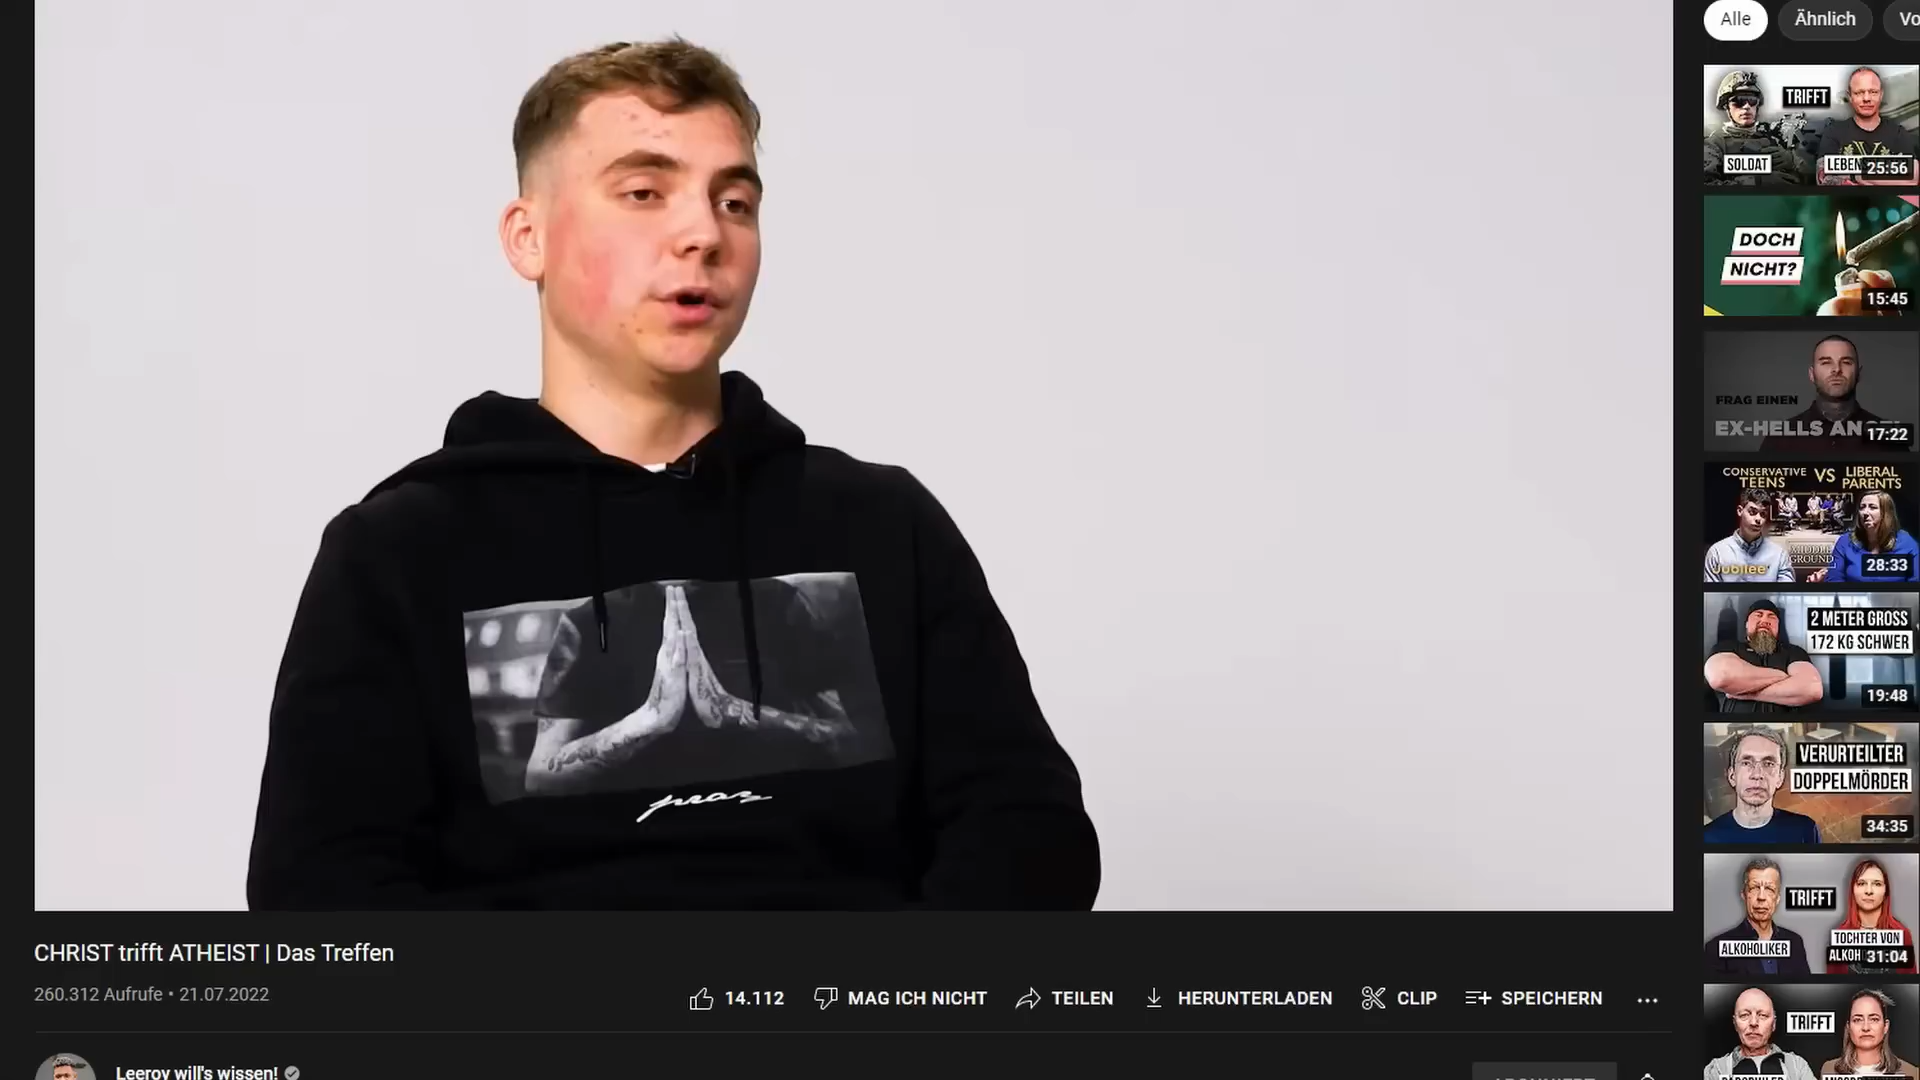 Alle
Ähnlich
TRIFFT
SOLDAT
25:56
DOCH
NICHT?
15:45
FRAG EINEN
17:22
CONSERVATIVE VS LIBERAL
TEENS PARENTS
MIDDLE
GROUND
Jubilee
28:33
2 METER GROSS
172 KG SCHWER
19:48
VERURTEILTER
DOPPELMÖRDER
34:35
TRIFFT
ALKOHOLIKER
TOCHTER VON
31:04
TRIFFT
CHRIST trifft ATHEIST | Das Treffen
260.312 Aufrufe • 21.07.2022
14.112 MAG ICH NICHT TEILEN HERUNTERLADEN CLIP SPEICHERN
Leeroy will's wissen!